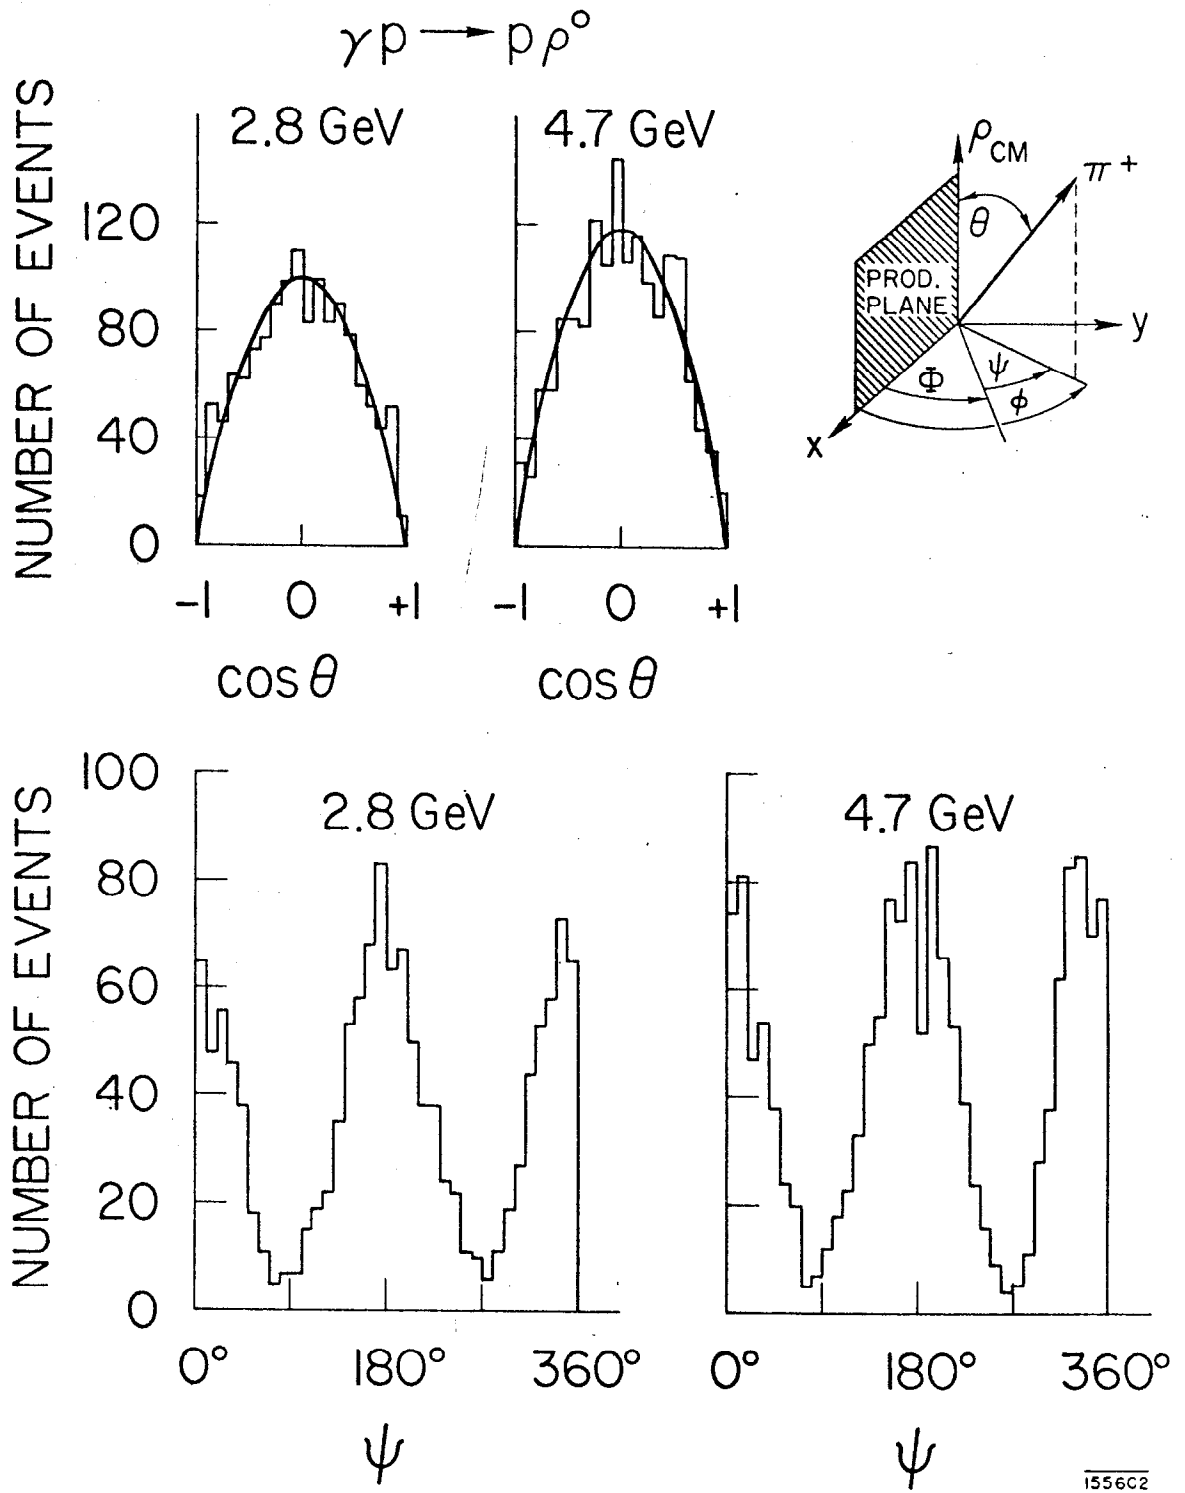 γp → pρ°
NUMBER OF EVENTS
2.8 GeV
120
80
40
0
-1 0 +1
cos θ
4.7 GeV
-1 0 +1
cos θ
ρCM
π+
θ
PROD.
PLANE
y
Φ
ψ
ϕ
x
NUMBER OF EVENTS
2.8 GeV
100
80
60
40
20
0
0° 180° 360°
ψ
4.7 GeV
0° 180° 360°
ψ
1556C2